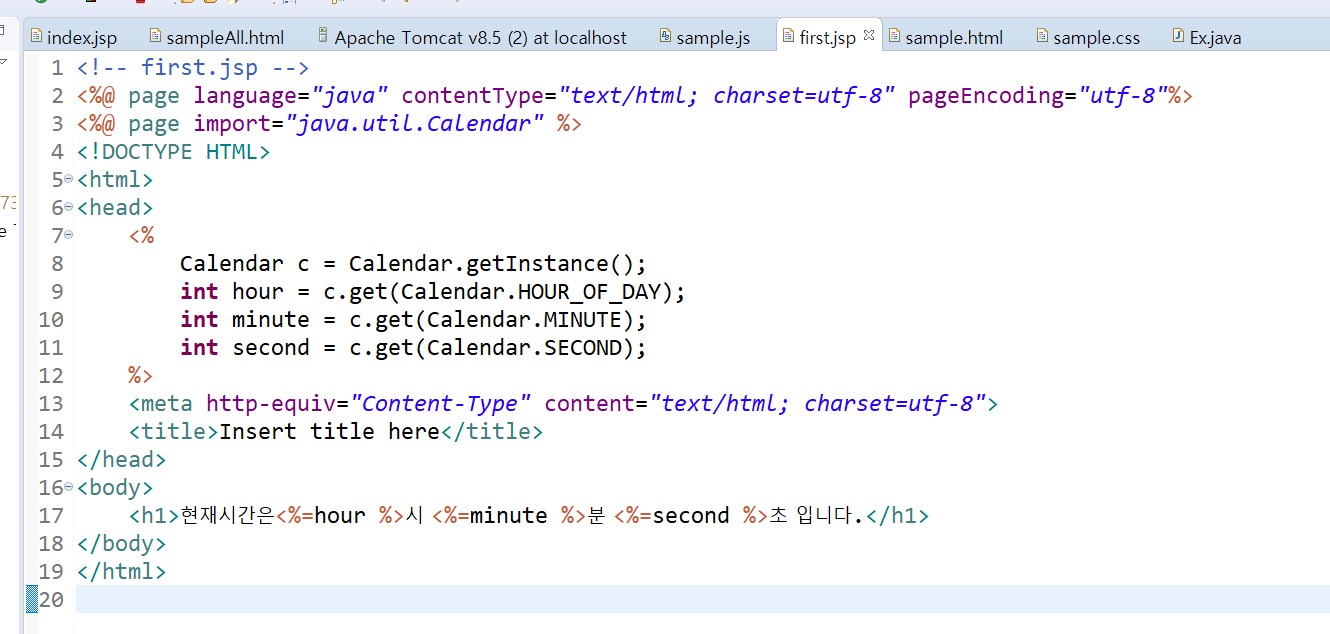 index.jsp sampleAll.html Apache Tomcat v8.5 (2) at localhost sample.js first.jsp sample.html sample.css Ex.java
1 <!-- first.jsp -->
2 <%@ page language="java" contentType="text/html; charset=utf-8" pageEncoding="utf-8"%>
3 <%@ page import="java.util.Calendar" %>
4 <!DOCTYPE HTML>
5 <html>
6 <head>
7     <%
8         Calendar c = Calendar.getInstance();
9         int hour = c.get(Calendar.HOUR_OF_DAY);
10         int minute = c.get(Calendar.MINUTE);
11         int second = c.get(Calendar.SECOND);
12     %>
13     <meta http-equiv="Content-Type" content="text/html; charset=utf-8">
14     <title>Insert title here</title>
15 </head>
16 <body>
17     <h1>현재시간은<%=hour %>시 <%=minute %>분 <%=second %>초 입니다.</h1>
18 </body>
19 </html>
20